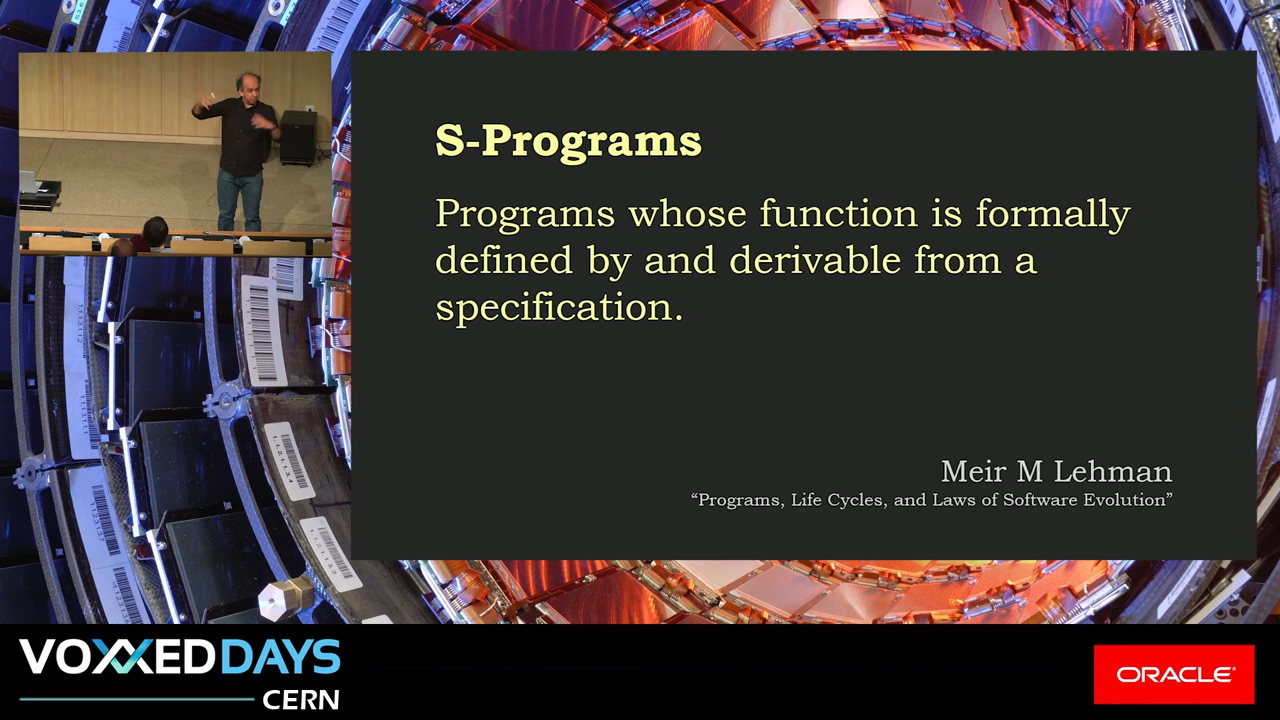 S-Programs
Programs whose function is formally
defined by and derivable from a
specification.
Meir M Lehman
“Programs, Life Cycles, and Laws of Software Evolution”
VOXXED DAYS
CERN
ORACLE®